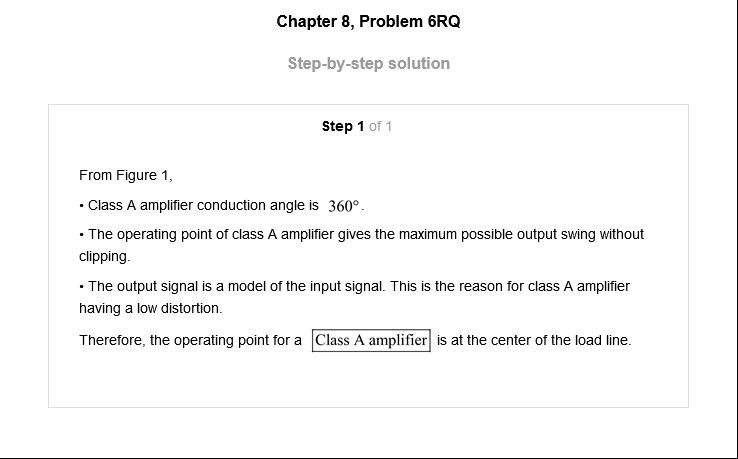 Chapter 8, Problem 6RQ
Step-by-step solution
Step 1 of 1
From Figure 1,
• Class A amplifier conduction angle is 360°.
• The operating point of class A amplifier gives the maximum possible output swing without
clipping.
• The output signal is a model of the input signal. This is the reason for class A amplifier
having a low distortion.
Therefore, the operating point for a Class A amplifier is at the center of the load line.